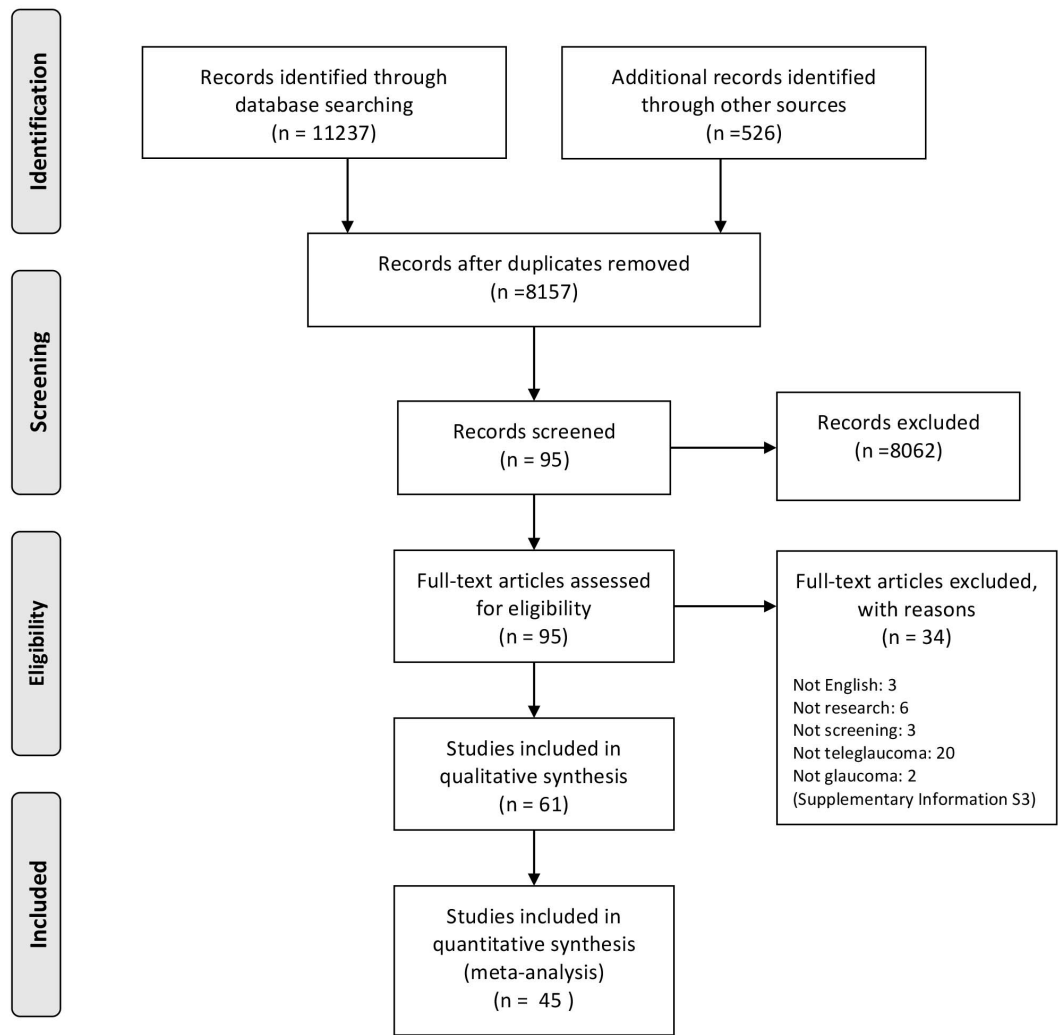 Identification
Records identified through
database searching
(n = 11237)
Additional records identified
through other sources
(n =526)
Records after duplicates removed
(n =8157)
Screening
Records screened
(n = 95)
Records excluded
(n =8062)
Eligibility
Full-text articles assessed
for eligibility
(n = 95)
Full-text articles excluded,
with reasons
(n = 34)
Not English: 3
Not research: 6
Not screening: 3
Not teleglaucoma: 20
Not glaucoma: 2
(Supplementary Information S3)
Studies included in
qualitative synthesis
(n = 61)
Included
Studies included in
quantitative synthesis
(meta-analysis)
(n = 45 )